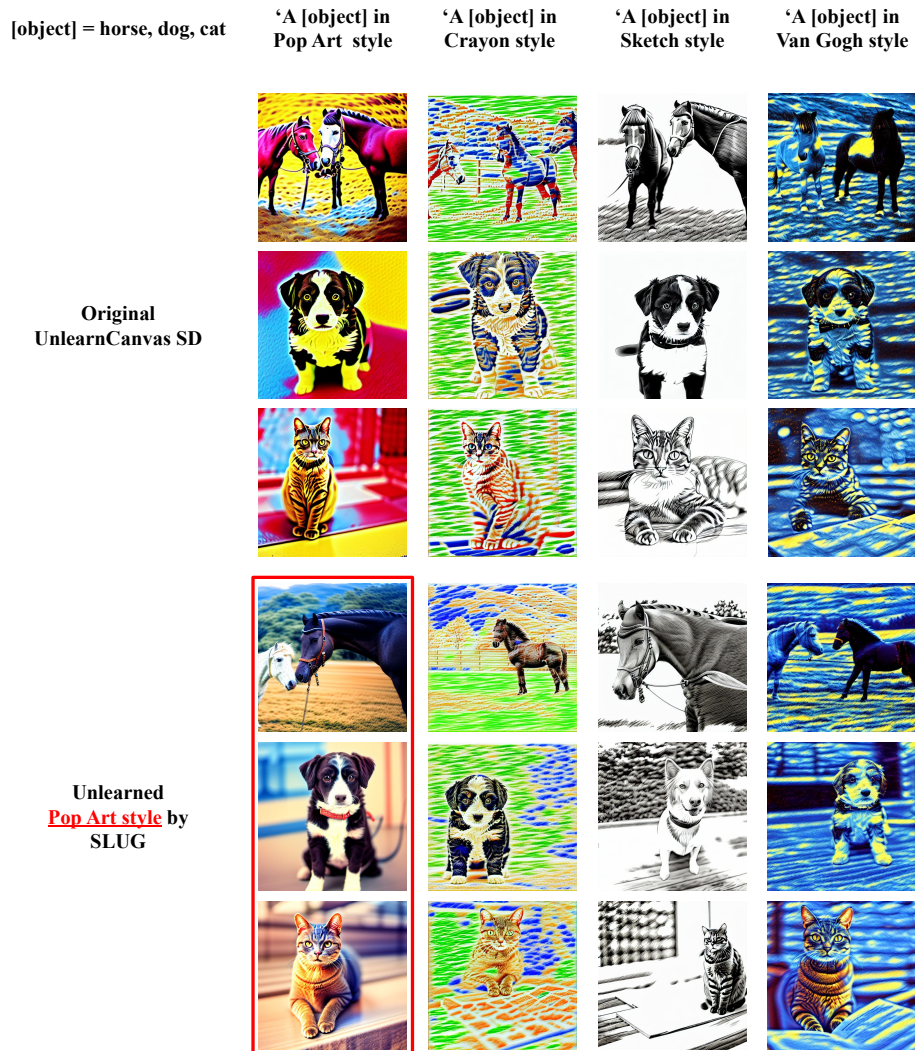 [object] = horse, dog, cat
‘A [object] in
Pop Art style
‘A [object] in
Crayon style
‘A [object] in
Sketch style
‘A [object] in
Van Gogh style
Original
UnlearnCanvas SD
Unlearned
Pop Art style by
SLUG